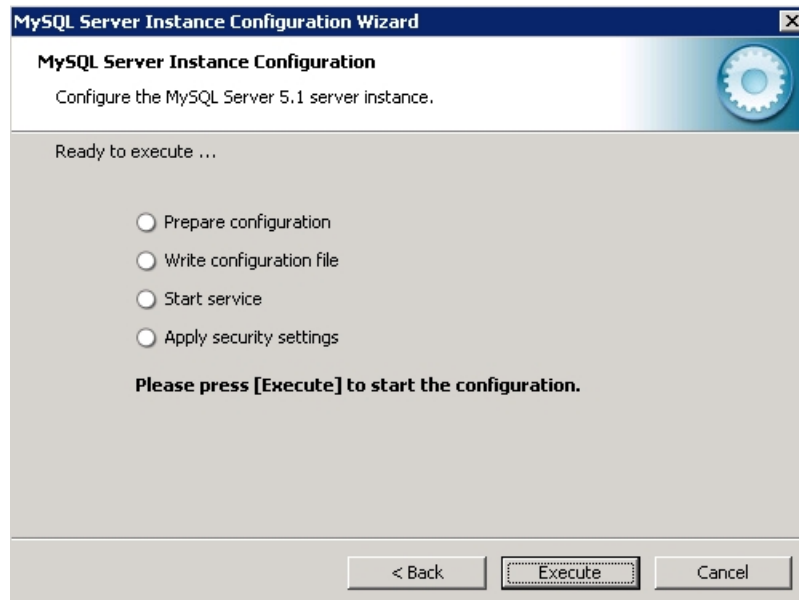 MySQL Server Instance Configuration Wizard
MySQL Server Instance Configuration
Configure the MySQL Server 5.1 server instance.
Ready to execute ...
Prepare configuration
Write configuration file
Start service
Apply security settings
Please press [Execute] to start the configuration.
< Back
Execute
Cancel